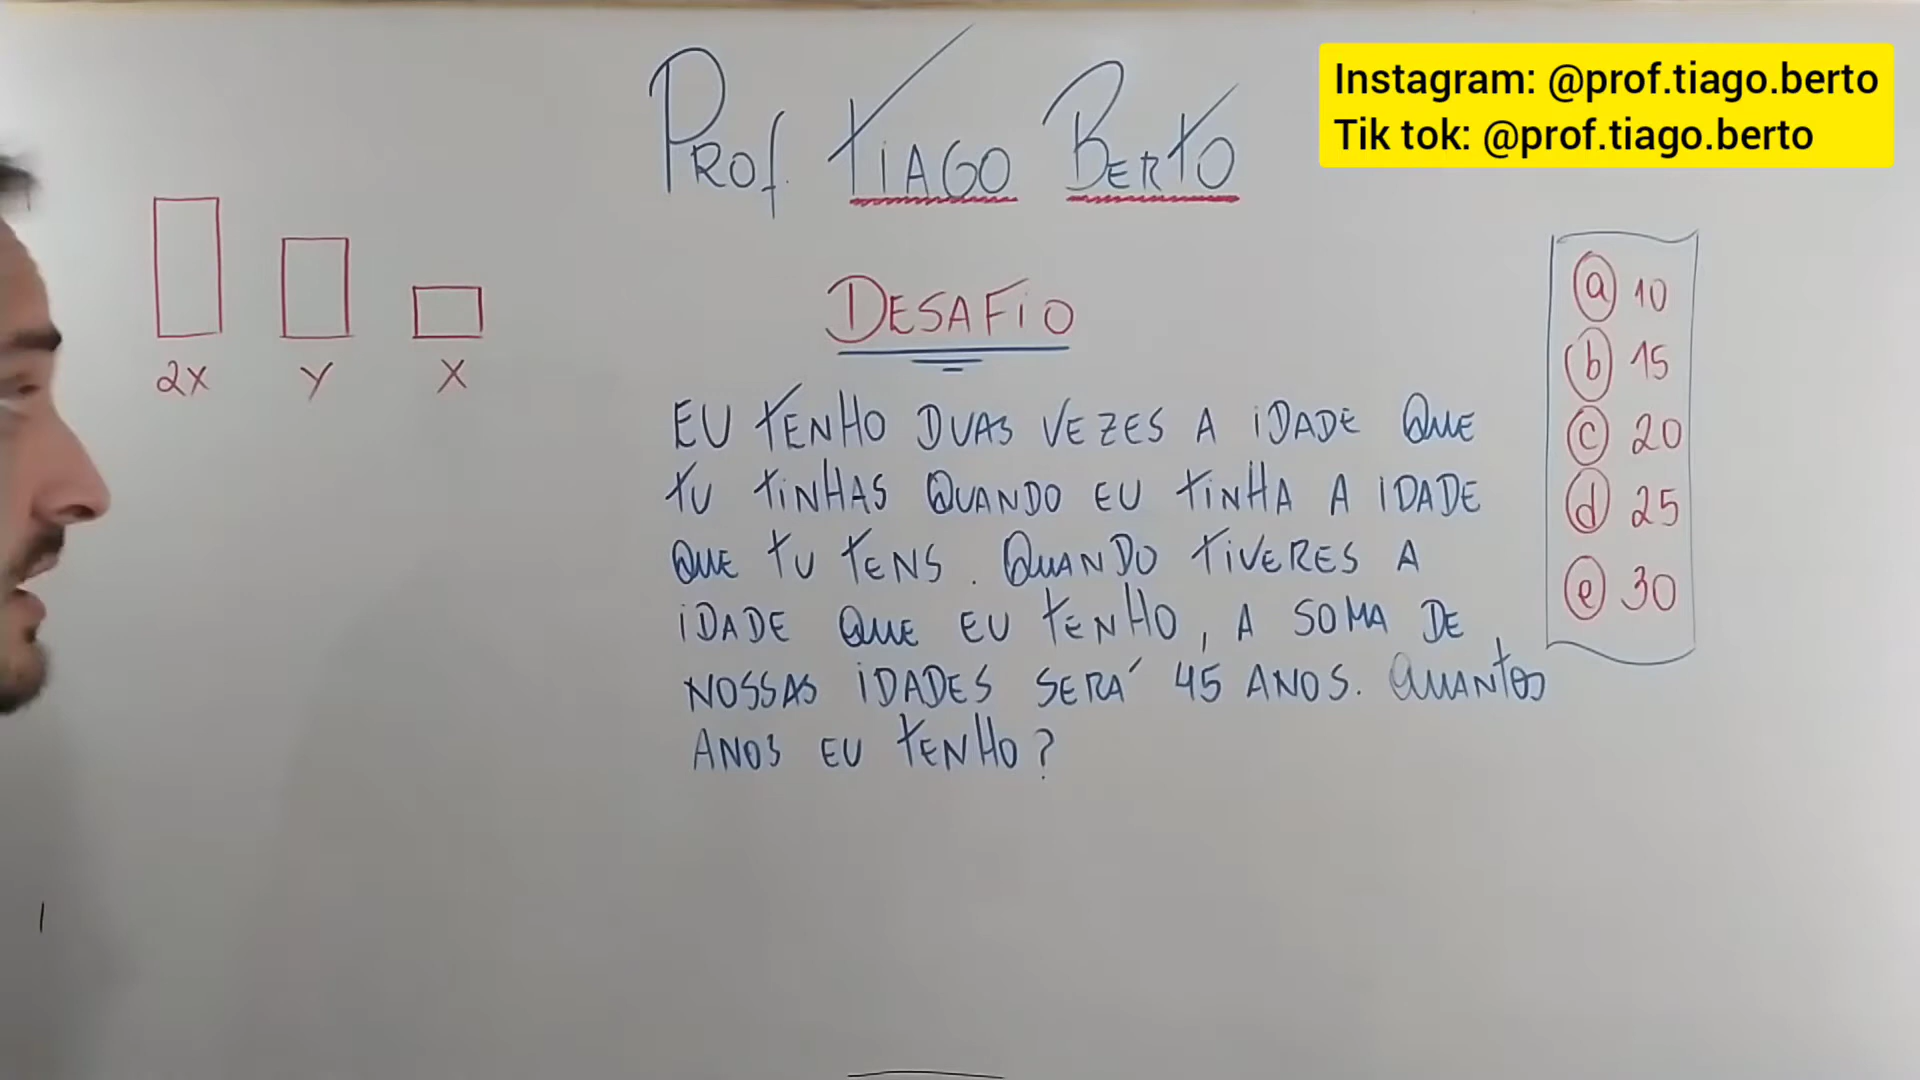 Instagram: @prof.tiago.berto
Tik tok: @prof.tiago.berto
PROF. TIAGO BERTO
DESAFIO
2X Y X
EU TENHO DUAS VEZES A IDADE QUE
TU TINHAS QUANDO EU TINHA A IDADE
QUE TU TENS. QUANDO TIVERES A
IDADE QUE EU TENHO, A SOMA DE
NOSSAS IDADES SERÁ 45 ANOS. QUANTOS
ANOS EU TENHO?
a 10
b 15
c 20
d 25
e 30